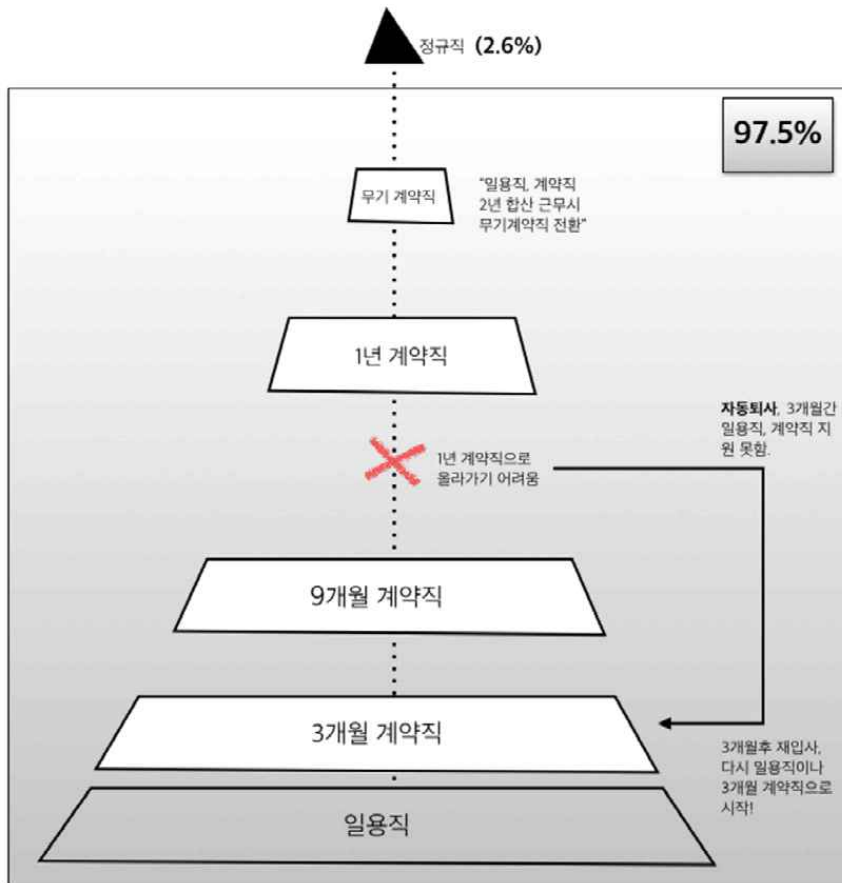 정규직 (2.6%)
97.5%
무기 계약직
"일용직, 계약직
2년 합산 근무시
무기계약직 전환"
1년 계약직
자동퇴사, 3개월간
일용직, 계약직 지
원 못함.
1년 계약직으로
올라가기 어려움
9개월 계약직
3개월 계약직
3개월후 재입사,
다시 일용직이나
3개월 계약직으로
시작!
일용직